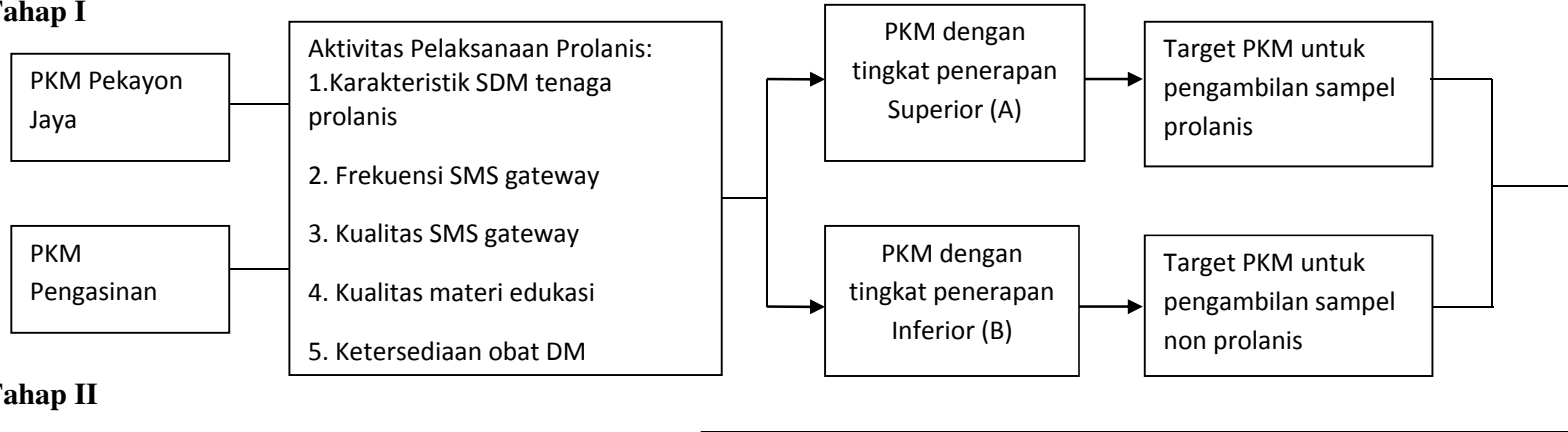 Tahap I
PKM Pekayon
Jaya
PKM
Pengasinan
Aktivitas Pelaksanaan Prolanis:
1.Karakteristik SDM tenaga
prolanis
2. Frekuensi SMS gateway
3. Kualitas SMS gateway
4. Kualitas materi edukasi
5. Ketersediaan obat DM
PKM dengan
tingkat penerapan
Superior (A)
PKM dengan
tingkat penerapan
Inferior (B)
Target PKM untuk
pengambilan sampel
prolanis
Target PKM untuk
pengambilan sampel
non prolanis
Tahap II